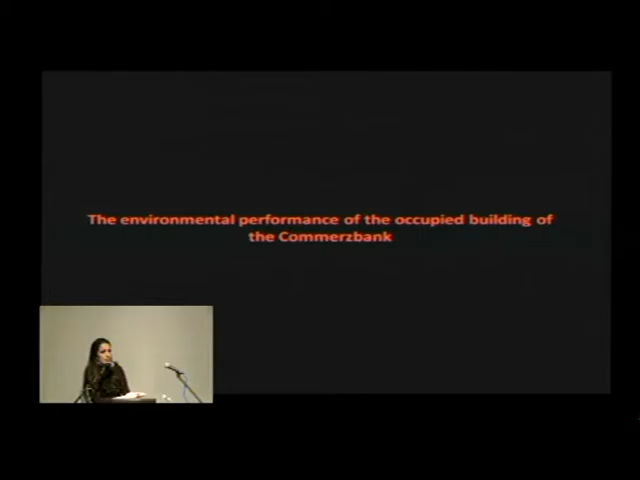 The environmental performance of the occupied building of
the Commerzbank